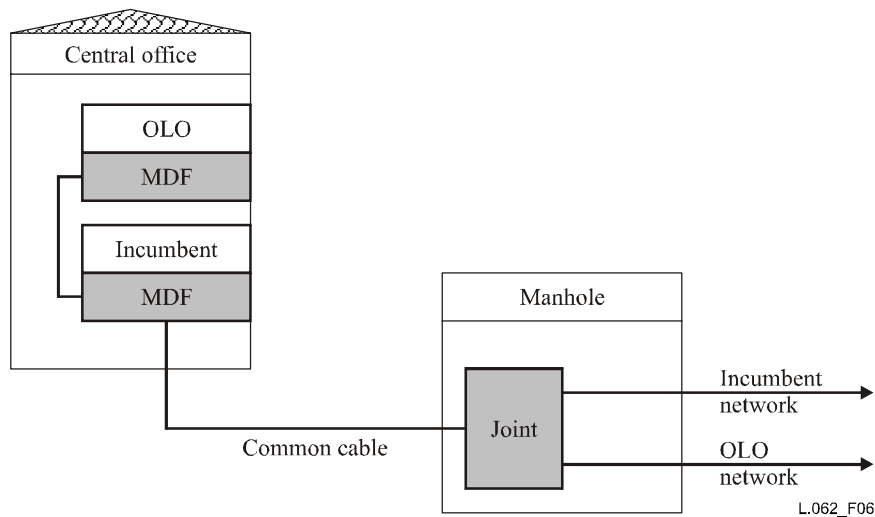 Central office
OLO
MDF
Incumbent
MDF
Manhole
Incumbent
network
Joint
Common cable
OLO
network
L.062_F06